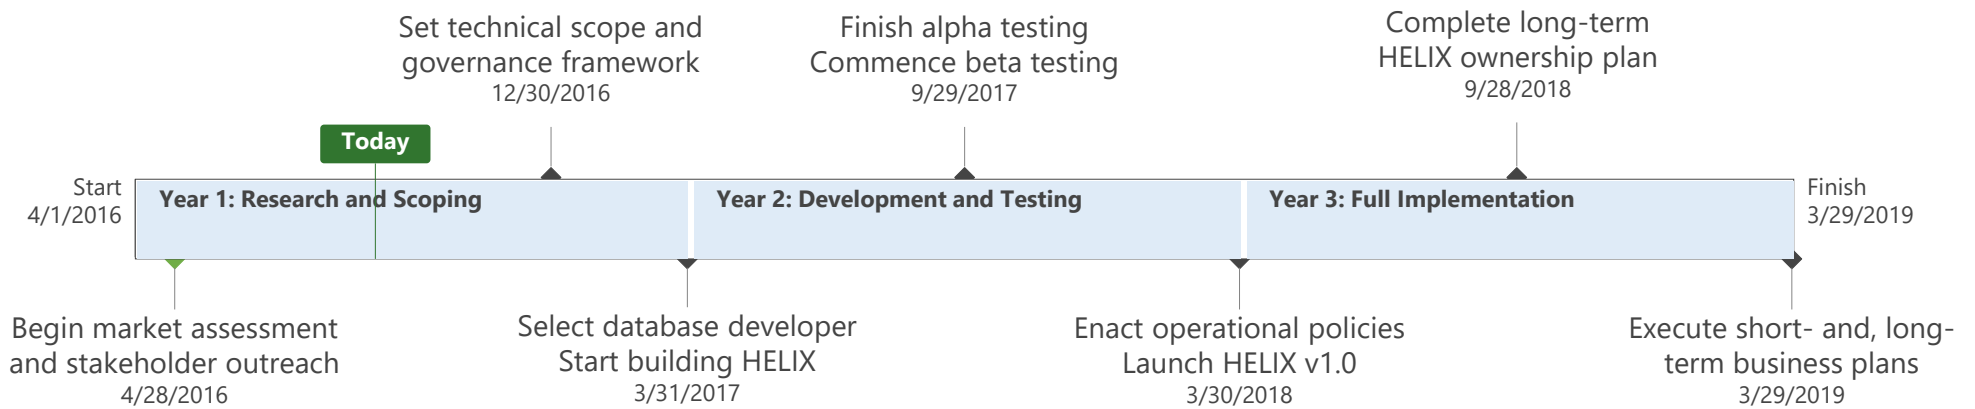 Set technical scope and
governance framework
12/30/2016
Finish alpha testing
Commence beta testing
9/29/2017
Complete long-term
HELIX ownership plan
9/28/2018
Today
Start
4/1/2016
Year 1: Research and Scoping
Year 2: Development and Testing
Year 3: Full Implementation
Finish
3/29/2019
Begin market assessment
and stakeholder outreach
4/28/2016
Select database developer
Start building HELIX
3/31/2017
Enact operational policies
Launch HELIX v1.0
3/30/2018
Execute short- and, long-
term business plans
3/29/2019